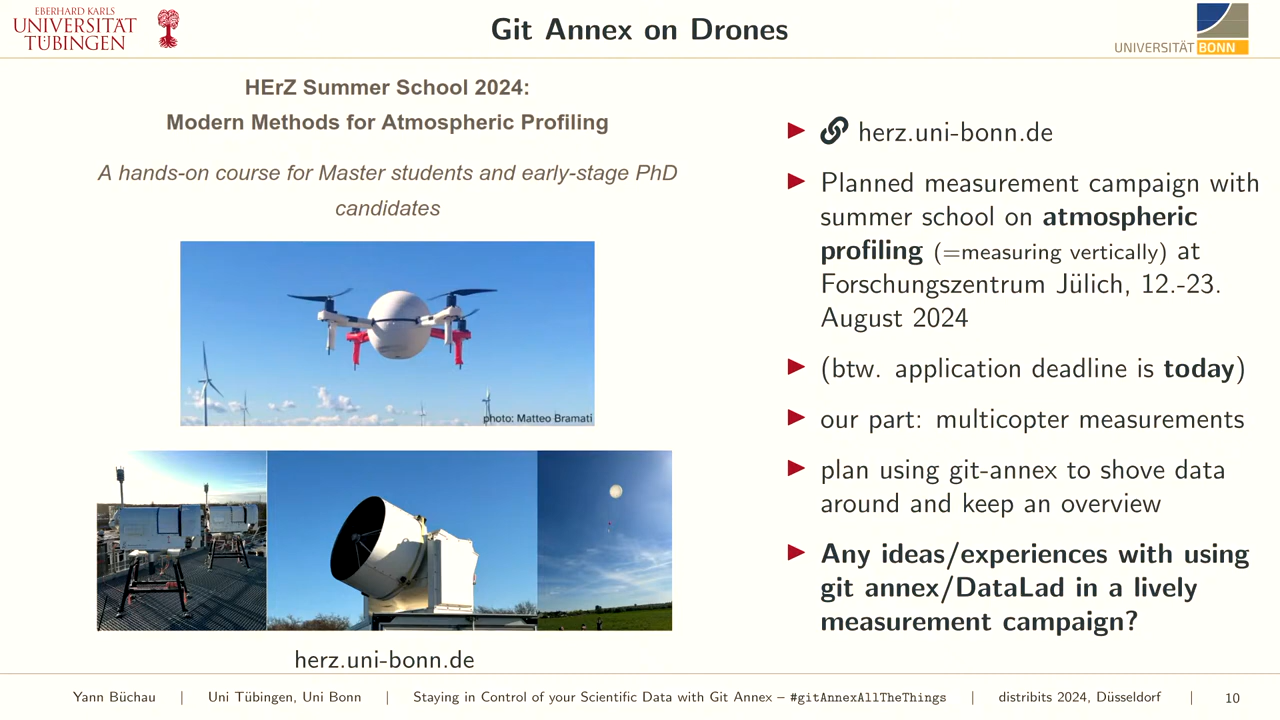 EBERHARD KARLS
UNIVERSITÄT
TÜBINGEN
Git Annex on Drones
UNIVERSITÄT BONN
HErZ Summer School 2024:
Modern Methods for Atmospheric Profiling
A hands-on course for Master students and early-stage PhD
candidates
photo: Matteo Bramati
herz.uni-bonn.de
herz.uni-bonn.de
Planned measurement campaign with
summer school on atmospheric
profiling (=measuring vertically) at
Forschungszentrum Jülich, 12.-23.
August 2024
(btw. application deadline is today)
our part: multicopter measurements
plan using git-annex to shove data
around and keep an overview
Any ideas/experiences with using
git annex/DataLad in a lively
measurement campaign?
Yann Büchau | Uni Tübingen, Uni Bonn | Staying in Control of your Scientific Data with Git Annex – #gitAnnexAllTheThings | distribits 2024, Düsseldorf | 10